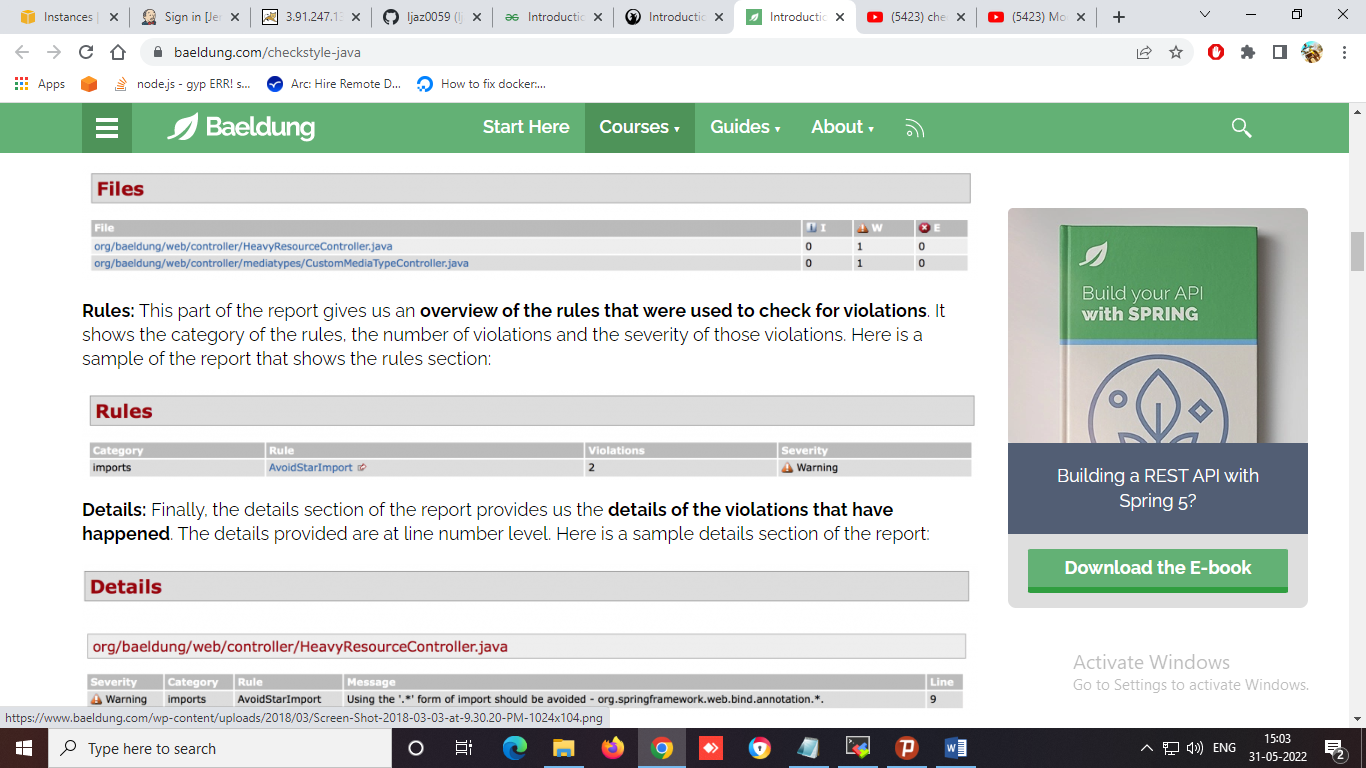 Instances |
Sign in [Jen
3.91.247.13
ljaz0059 (lj
Introductio
Introductio
Introductio
(5423) che
(5423) Mo
baeldung.com/checkstyle-java
Apps
node.js - gyp ERR! s...
Arc: Hire Remote D...
How to fix docker:...
Baeldung
Start Here
Courses ▾
Guides ▾
About ▾
Files
File I W E
org/baeldung/web/controller/HeavyResourceController.java 0 1 0
org/baeldung/web/controller/mediatypes/CustomMediaTypeController.java 0 1 0
Rules: This part of the report gives us an overview of the rules that were used to check for violations. It
shows the category of the rules, the number of violations and the severity of those violations. Here is a
sample of the report that shows the rules section:
Rules
Category Rule Violations Severity
imports AvoidStarImport 2 Warning
Details: Finally, the details section of the report provides us the details of the violations that have
happened. The details provided are at line number level. Here is a sample details section of the report:
Details
org/baeldung/web/controller/HeavyResourceController.java
Severity Category Rule Message Line
Warning imports AvoidStarImport Using the '.*' form of import should be avoided - org.springframework.web.bind.annotation.*. 9
Build your API
with SPRING
Building a REST API with
Spring 5?
Download the E-book
Activate Windows
Go to Settings to activate Windows.
https://www.baeldung.com/wp-content/uploads/2018/03/Screen-Shot-2018-03-03-at-9.30.20-PM-1024x104.png
Type here to search
ENG
15:03
31-05-2022
2